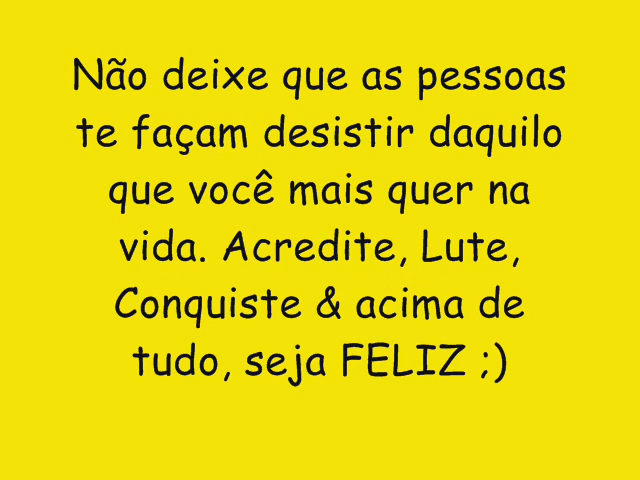 Não deixe que as pessoas
te façam desistir daquilo
que você mais quer na
vida. Acredite, Lute,
Conquiste & acima de
tudo, seja FELIZ ;)